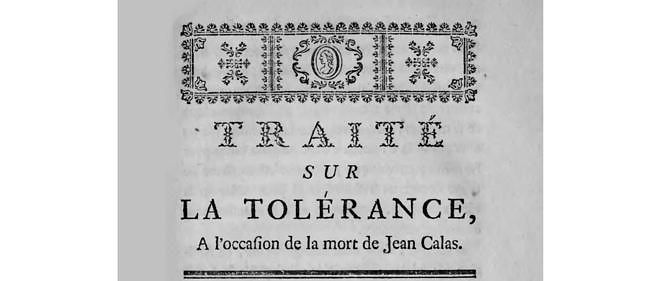 TRAITÉ
SUR
LA TOLÉRANCE,
A l'occaſion de la mort de Jean Calas.